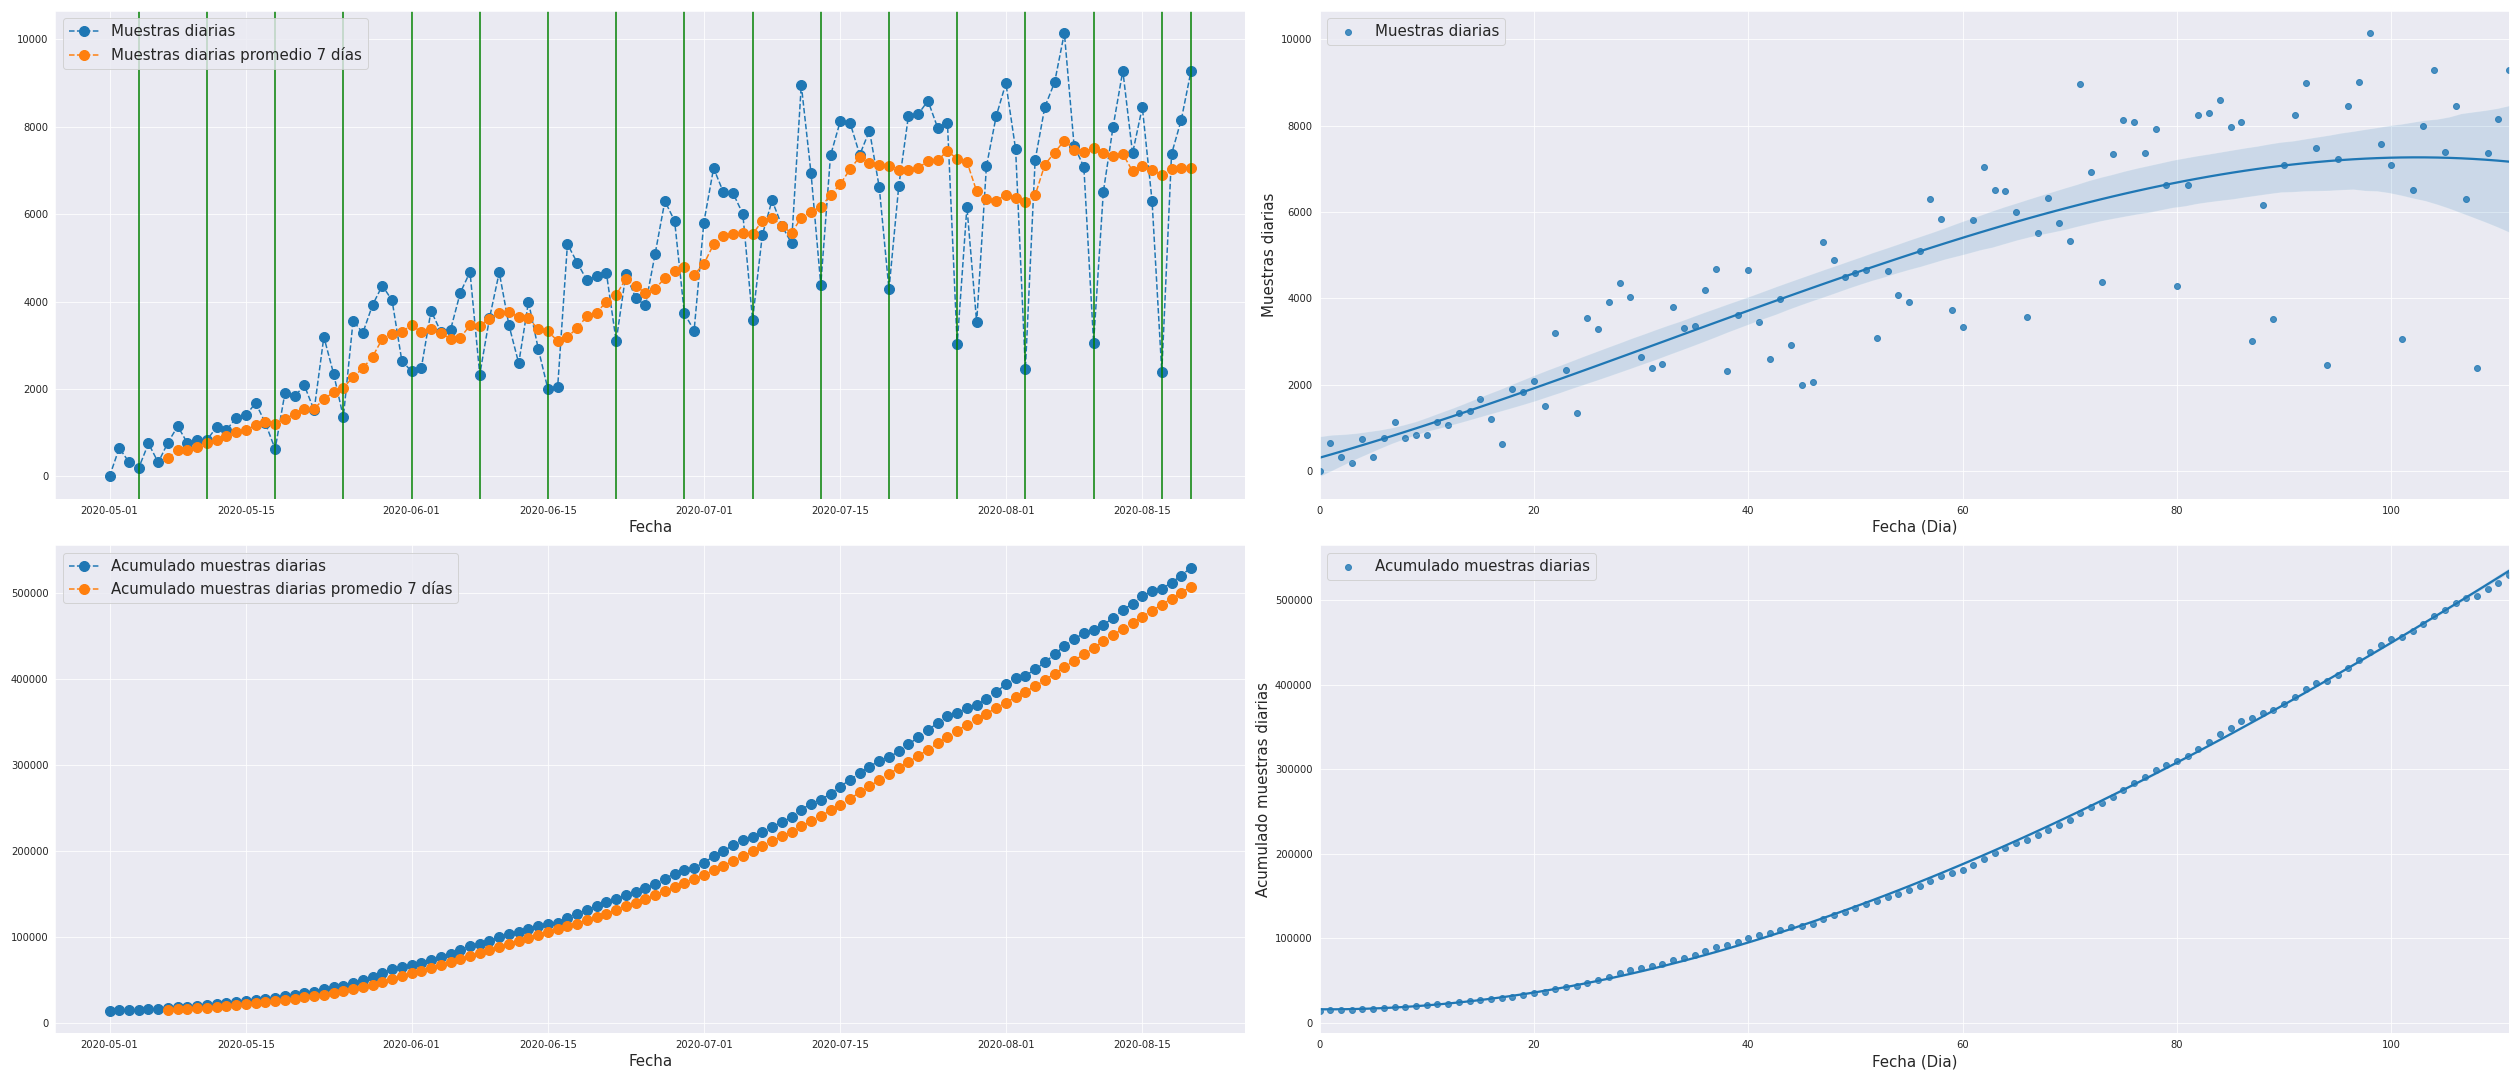 Muestras diarias
Muestras diarias promedio 7 días
10000
8000
6000
4000
2000
0
2020-05-01 2020-05-15 2020-06-01 2020-06-15 2020-07-01 2020-07-15 2020-08-01 2020-08-15
Fecha
Muestras diarias
Muestras diarias
10000
8000
6000
4000
2000
0
0 20 40 60 80 100
Fecha (Dia)
Acumulado muestras diarias
Acumulado muestras diarias promedio 7 días
500000
400000
300000
200000
100000
0
2020-05-01 2020-05-15 2020-06-01 2020-06-15 2020-07-01 2020-07-15 2020-08-01 2020-08-15
Fecha
Acumulado muestras diarias
Acumulado muestras diarias
500000
400000
300000
200000
100000
0
0 20 40 60 80 100
Fecha (Dia)